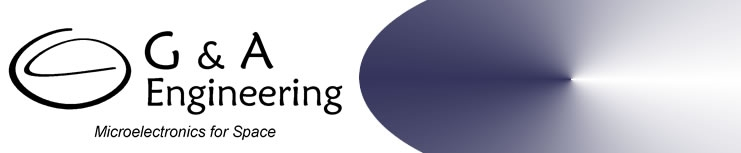 G & A
Engineering
Microelectronics for Space